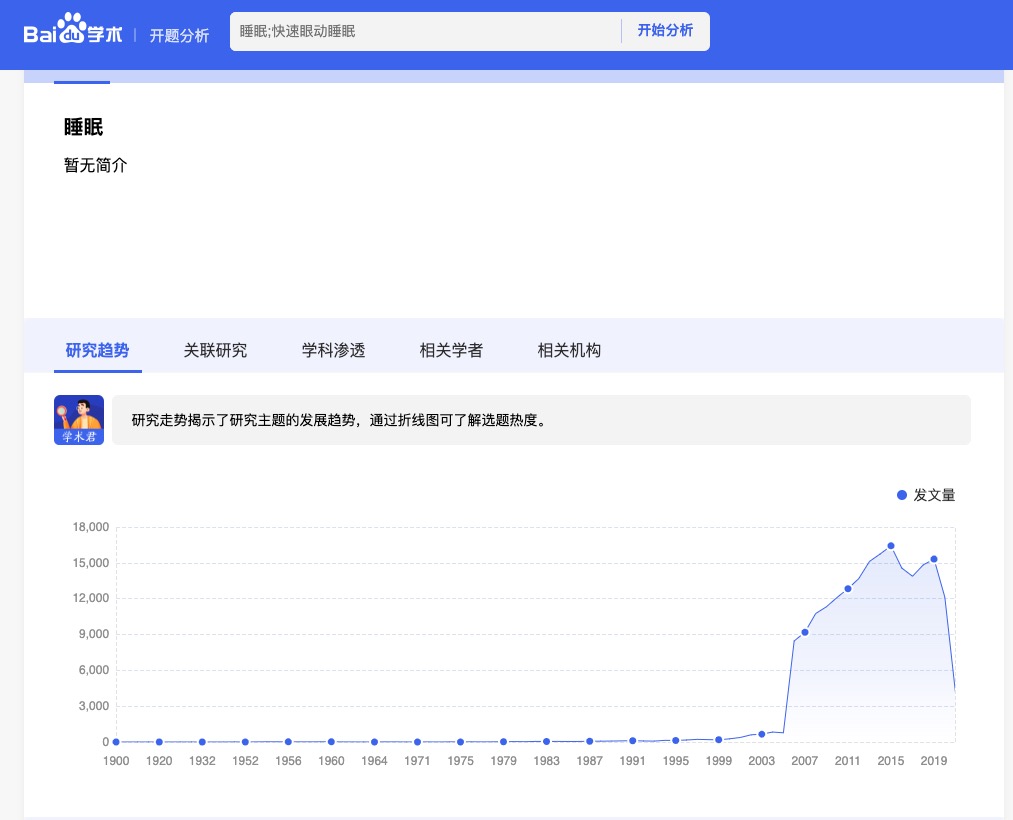 Bai du 学术 | 开题分析
睡眠;快速眼动睡眠
开始分析
睡眠
暂无简介
研究趋势 关联研究 学科渗透 相关学者 相关机构
学术君
研究走势揭示了研究主题的发展趋势，通过折线图可了解选题热度。
发文量
18,000
15,000
12,000
9,000
6,000
3,000
0
1900 1920 1932 1952 1956 1960 1964 1971 1975 1979 1983 1987 1991 1995 1999 2003 2007 2011 2015 2019